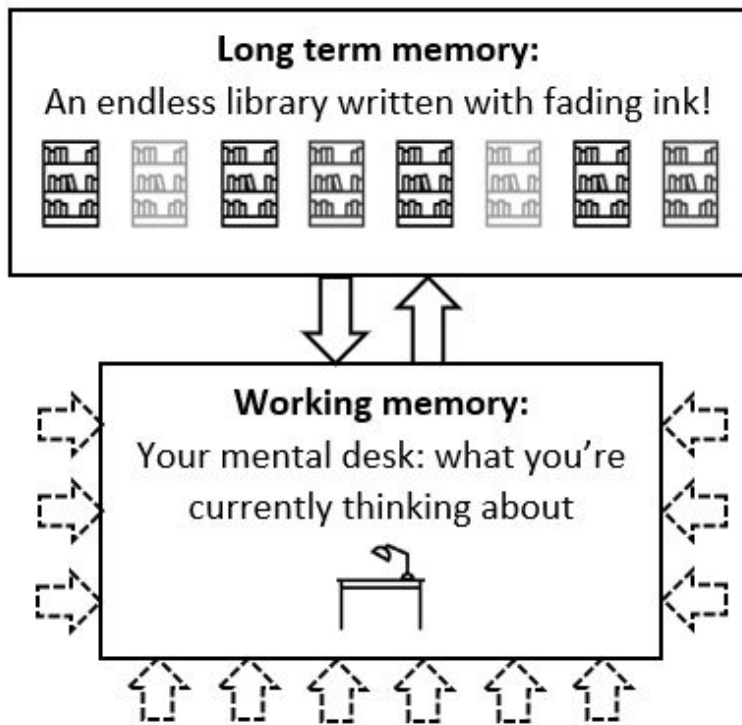 Long term memory:
An endless library written with fading ink!
Working memory:
Your mental desk: what you’re
currently thinking about